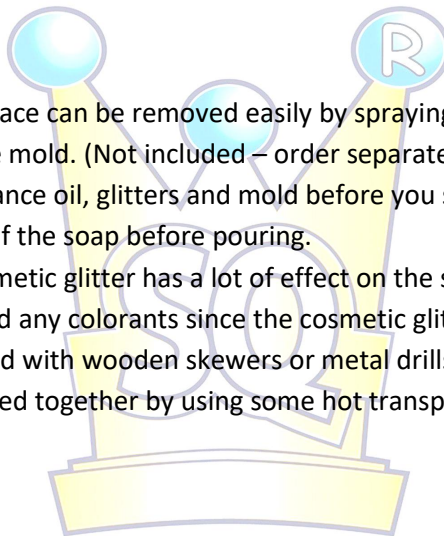 R
ace can be removed easily by spraying
mold. (Not included – order separate
ance oil, glitters and mold before you s
f the soap before pouring.
metic glitter has a lot of effect on the s
d any colorants since the cosmetic glit
d with wooden skewers or metal drills
ed together by using some hot transp
SQ